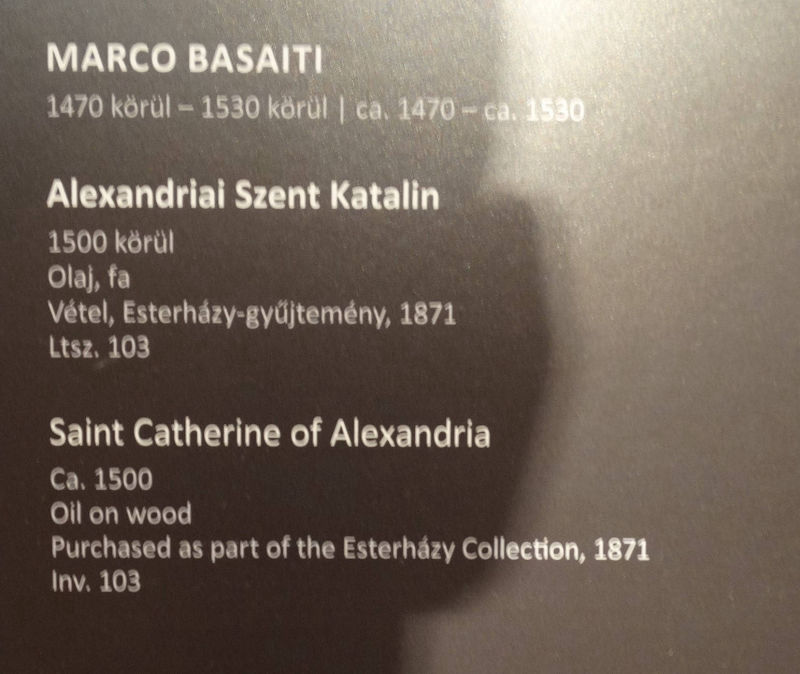 MARCO BASAITI
1470 körül – 1530 körül | ca. 1470 – ca. 1530
Alexandriai Szent Katalin
1500 körül
Olaj, fa
Vétel, Esterházy-gyűjtemény, 1871
Ltsz. 103
Saint Catherine of Alexandria
Ca. 1500
Oil on wood
Purchased as part of the Esterházy Collection, 1871
Inv. 103